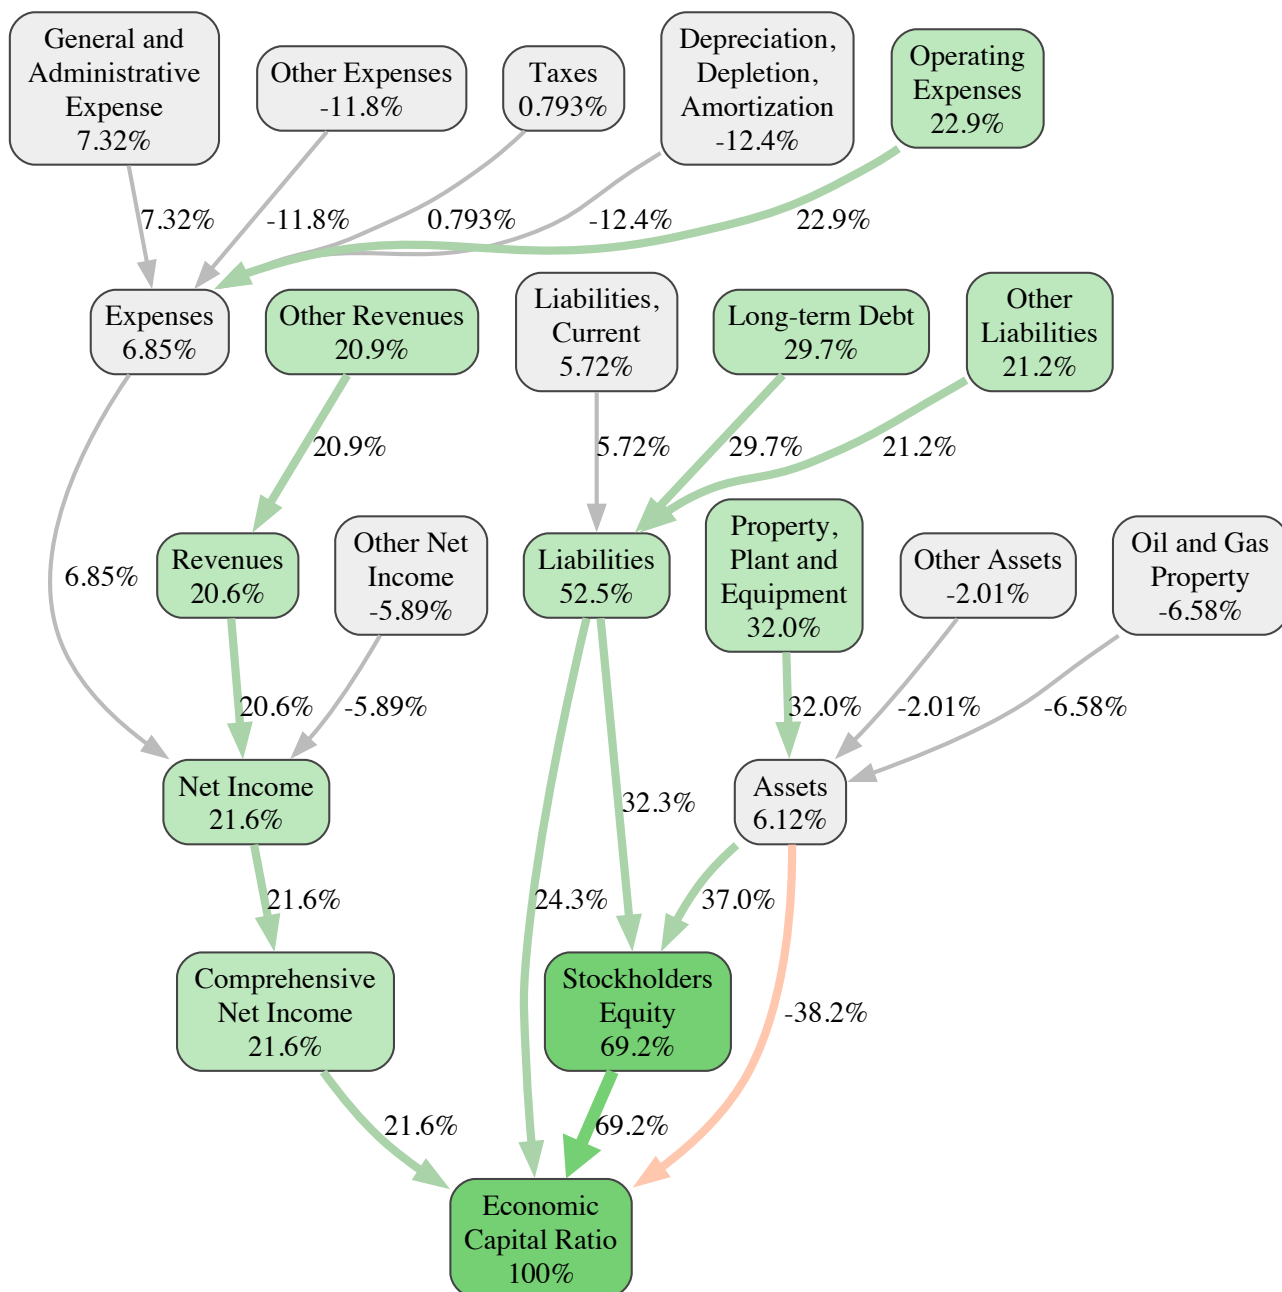 General and
Administrative
Expense
7.32%
Other Expenses
-11.8%
Taxes
0.793%
Depreciation,
Depletion,
Amortization
-12.4%
Operating
Expenses
22.9%
7.32%
-11.8%
0.793%
-12.4%
22.9%
Expenses
6.85%
Other Revenues
20.9%
Liabilities,
Current
5.72%
Long-term Debt
29.7%
Other
Liabilities
21.2%
20.9%
5.72%
29.7%
21.2%
6.85%
Revenues
20.6%
Other Net
Income
-5.89%
Liabilities
52.5%
Property,
Plant and
Equipment
32.0%
Other Assets
-2.01%
Oil and Gas
Property
-6.58%
20.6%
-5.89%
32.0%
-2.01%
-6.58%
Net Income
21.6%
32.3%
Assets
6.12%
21.6%
24.3%
37.0%
Comprehensive
Net Income
21.6%
Stockholders
Equity
69.2%
-38.2%
21.6%
69.2%
Economic
Capital Ratio
100%